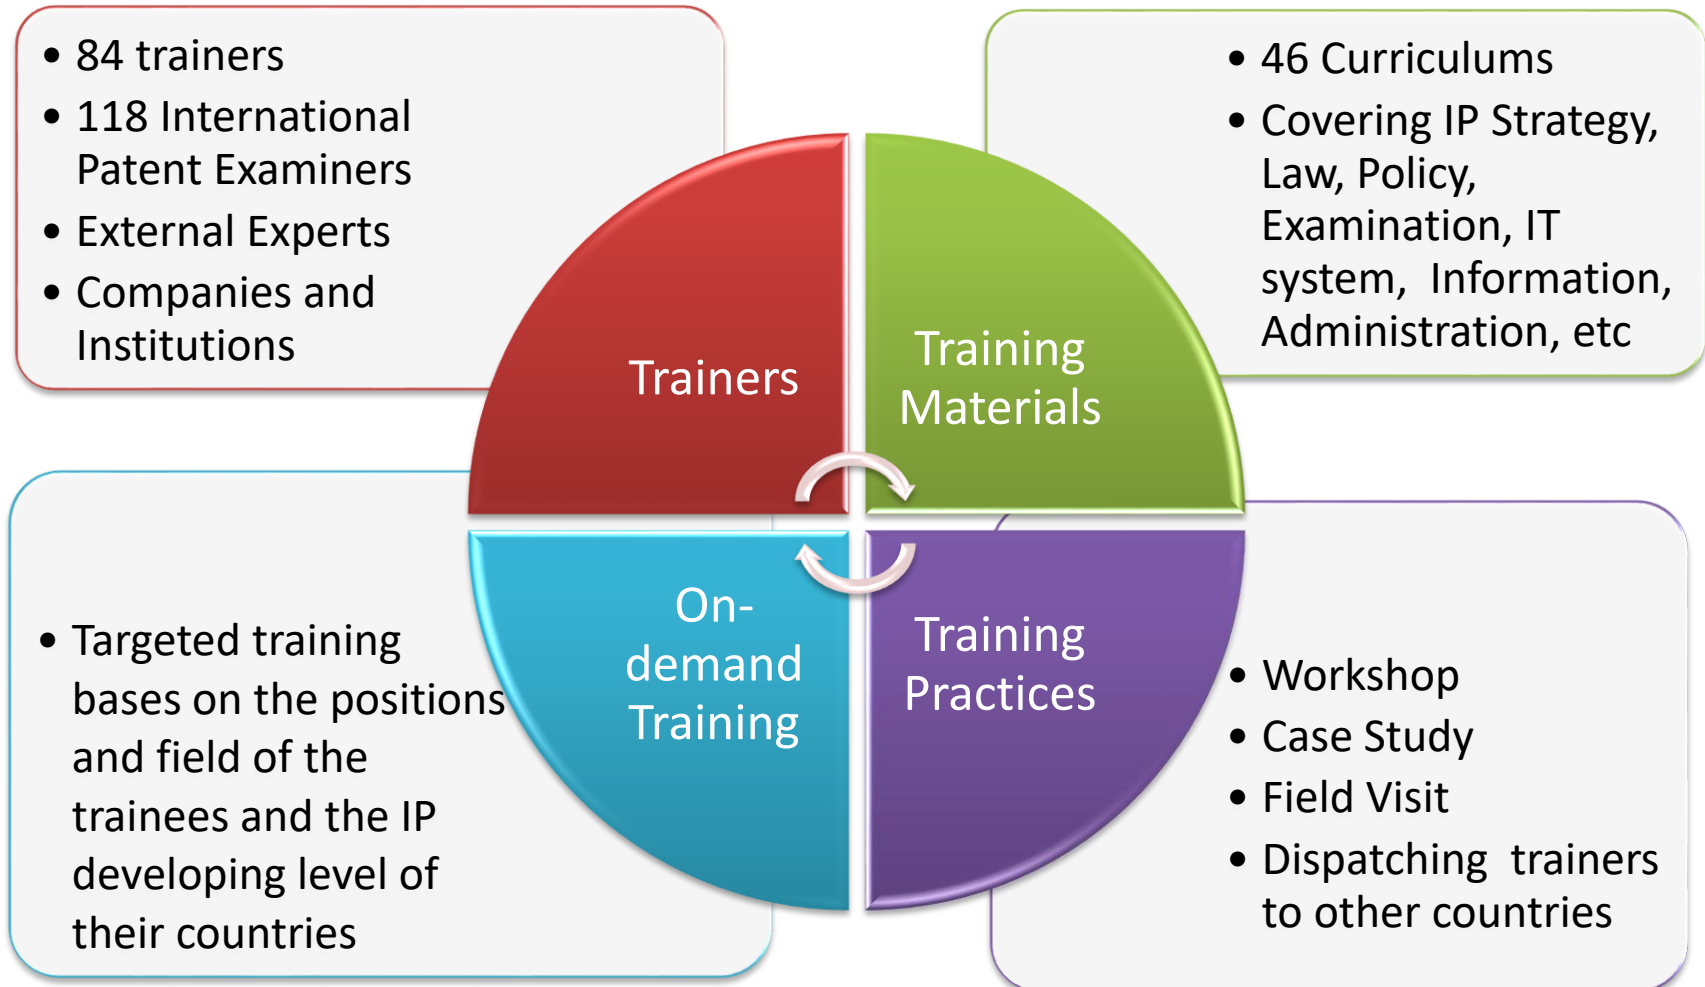 • 84 trainers
• 118 International
Patent Examiners
• External Experts
• Companies and
Institutions
Trainers
Training
Materials
• 46 Curriculums
• Covering IP Strategy,
Law, Policy,
Examination, IT
system, Information,
Administration, etc
• Targeted training
bases on the positions
and field of the
trainees and the IP
developing level of
their countries
On-
demand
Training
Training
Practices
• Workshop
• Case Study
• Field Visit
• Dispatching trainers
to other countries